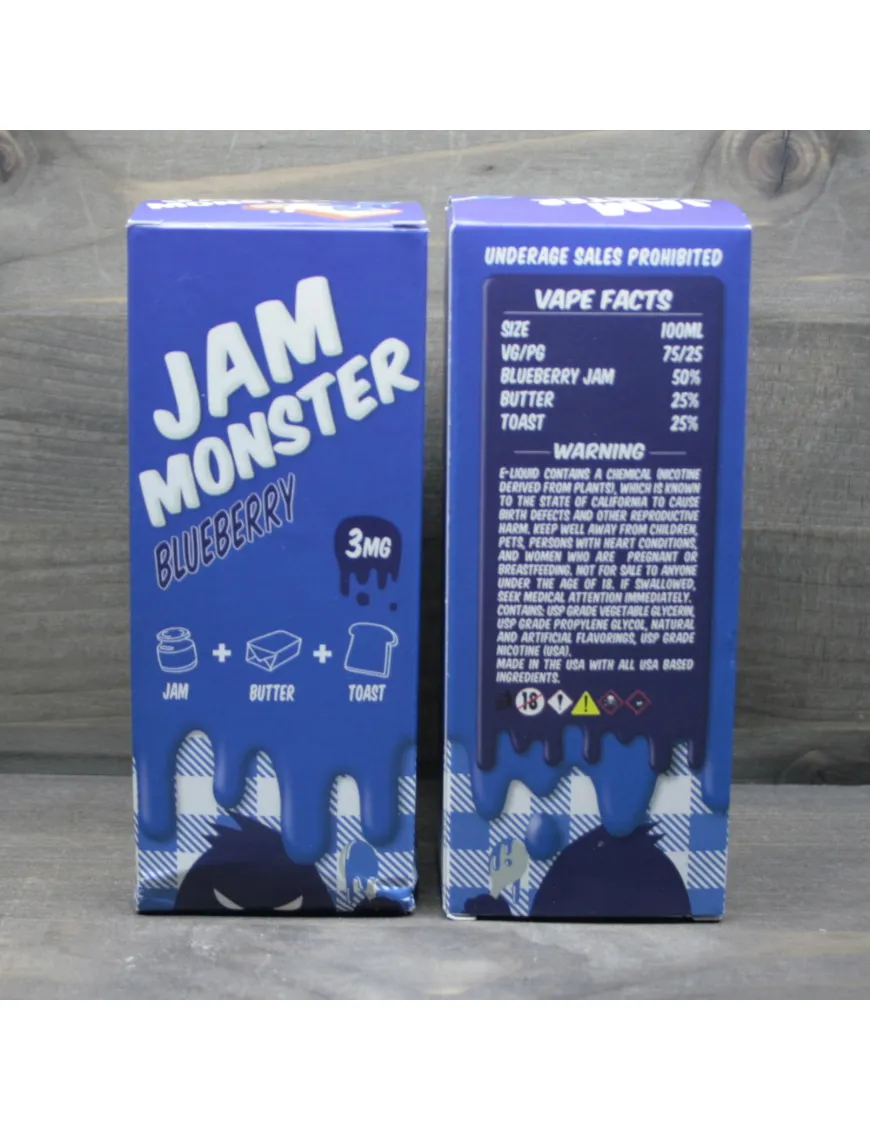 JAM
MONSTER
BLUEBERRY
3MG
JAM + BUTTER + TOAST
JAM
MONSTER
UNDERAGE SALES PROHIBITED
VAPE FACTS
SIZE 100ML
VG/PG 75/25
BLUEBERRY JAM 50%
BUTTER 25%
TOAST 25%
WARNING
E-LIQUID CONTAINS A CHEMICAL (NICOTINE
DERIVED FROM PLANTS), WHICH IS KNOWN
TO THE STATE OF CALIFORNIA TO CAUSE
BIRTH DEFECTS AND OTHER REPRODUCTIVE
HARM. KEEP WELL AWAY FROM CHILDREN,
PETS, PERSONS WITH HEART CONDITIONS,
AND WOMEN WHO ARE PREGNANT OR
BREASTFEEDING. NOT FOR SALE TO ANYONE
UNDER THE AGE OF 18. IF SWALLOWED,
SEEK MEDICAL ATTENTION IMMEDIATELY.
CONTAINS: USP GRADE VEGETABLE GLYCERIN,
USP GRADE PROPYLENE GLYCOL, NATURAL
AND ARTIFICIAL FLAVORINGS, USP GRADE
NICOTINE (USA).
MADE IN THE USA WITH ALL USA BASED
INGREDIENTS.
18